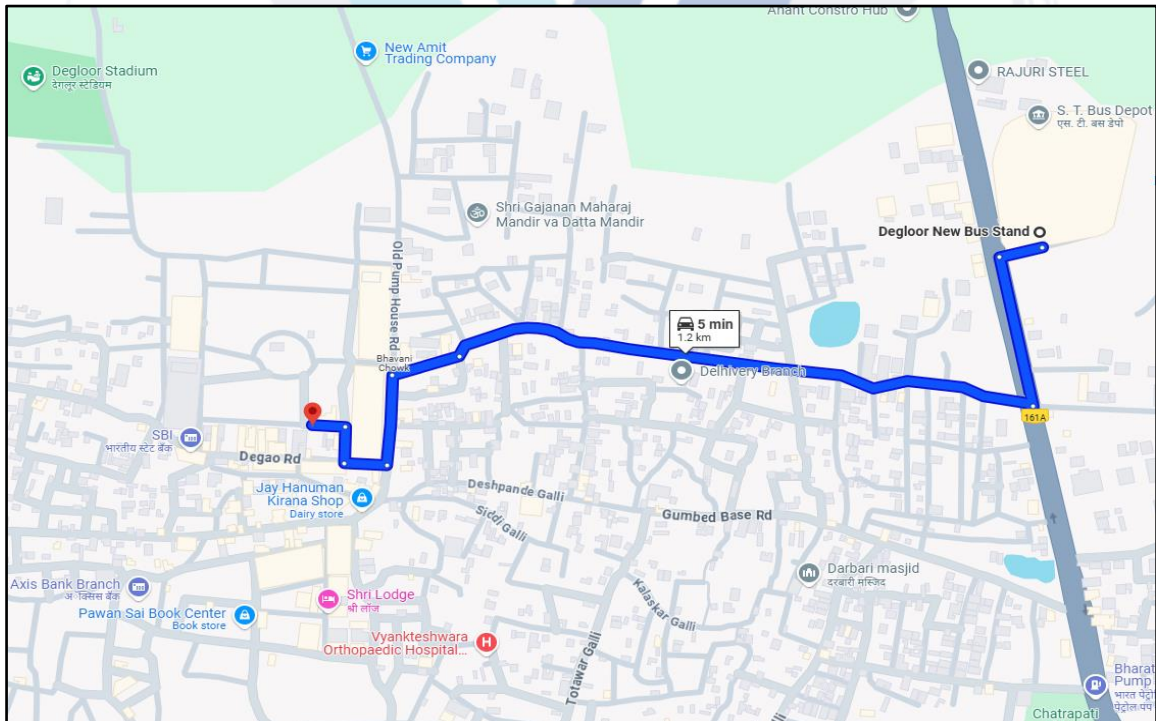 Anant Constro Hub
New Amit
Trading Company
Degloor Stadium
देगलूर स्टेडियम
RAJURI STEEL
S. T. Bus Depot
एस. टी. बस डेपो
Shri Gajanan Maharaj
Mandir va Datta Mandir
Degloor New Bus Stand
Old Pump House Rd
5 min
1.2 km
Bhavani
Chowk
Delhivery Branch
161A
SBI
भारतीय स्टेट बँक
Degao Rd
Jay Hanuman
Kirana Shop
Dairy store
Deshpande Galli
Siddi Galli
Gumbed Base Rd
Darbari masjid
दरबारी मस्जिद
Kalaskar Galli
Axis Bank Branch
अ‍ॅक्सिस बँक
Shri Lodge
श्री लॉज
Pawan Sai Book Center
Book store
Vyankteshwara
Orthopaedic Hospital...
Totawar Galli
Bharat
Pump
भारत पेट्रो
पेट्रोल पंप
Chatrapati
Galli